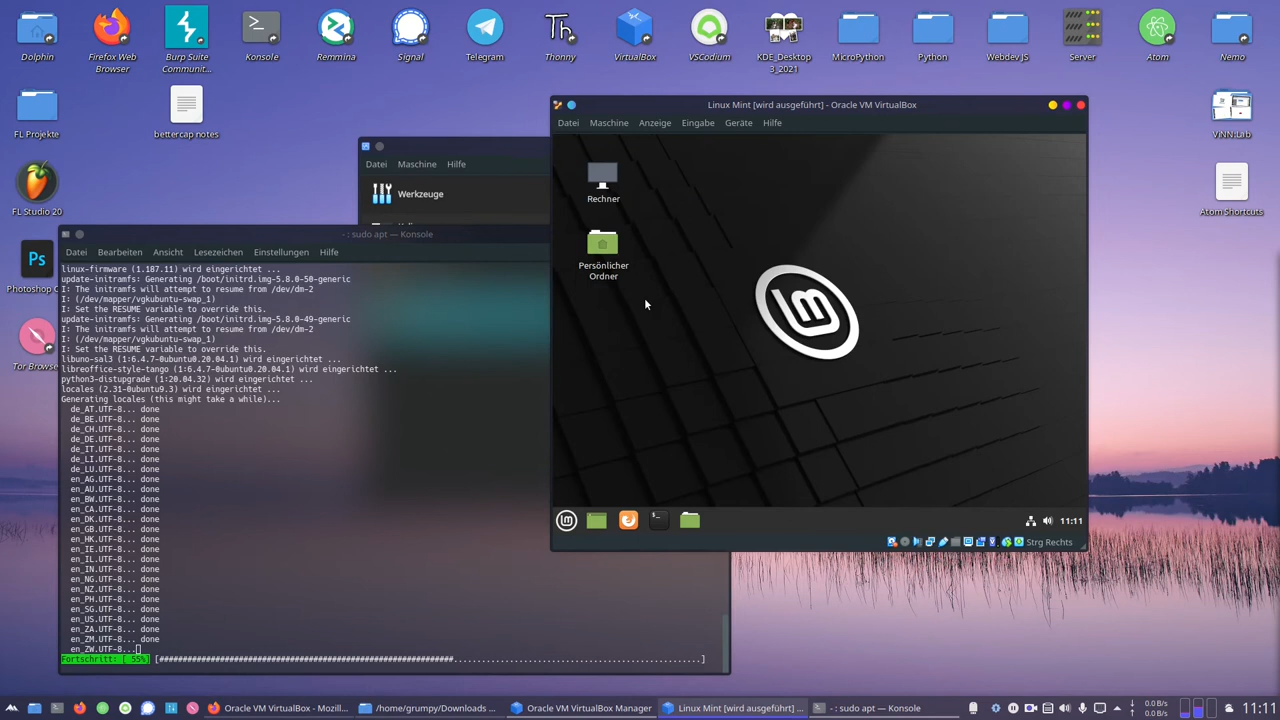 Dolphin
Firefox Web
Browser
Burp Suite
Communit...
Konsole
Remmina
Signal
Telegram
Th
Thonny
VirtualBox
VSCodium
KDE_Desktop
3_2021
MicroPython
Python
Webdev JS
Server
Atom
Nemo
FL Projekte
bettercap notes
ViNN:Lab
FL Studio 20
Atom Shortcuts
Ps
Photoshop C
Tor Browse
Datei Maschine Hilfe
Werkzeuge
- : sudo apt — Konsole
Datei Bearbeiten Ansicht Lesezeichen Einstellungen Hilfe
linux-firmware (1.187.11) wird eingerichtet ...
update-initramfs: Generating /boot/initrd.img-5.8.0-50-generic
I: The initramfs will attempt to resume from /dev/dm-2
I: (/dev/mapper/vgkubuntu-swap_1)
I: Set the RESUME variable to override this.
update-initramfs: Generating /boot/initrd.img-5.8.0-49-generic
I: The initramfs will attempt to resume from /dev/dm-2
I: (/dev/mapper/vgkubuntu-swap_1)
I: Set the RESUME variable to override this.
libuno-sal3 (1:6.4.7-0ubuntu0.20.04.1) wird eingerichtet ...
libreoffice-style-tango (1:6.4.7-0ubuntu0.20.04.1) wird eingerichtet ...
python3-distupgrade (1:20.04.32) wird eingerichtet ...
locales (2.31-0ubuntu9.3) wird eingerichtet ...
Generating locales (this might take a while)...
de_AT.UTF-8... done
de_BE.UTF-8... done
de_CH.UTF-8... done
de_DE.UTF-8... done
de_IT.UTF-8... done
de_LI.UTF-8... done
de_LU.UTF-8... done
en_AG.UTF-8... done
en_AU.UTF-8... done
en_BW.UTF-8... done
en_CA.UTF-8... done
en_DK.UTF-8... done
en_GB.UTF-8... done
en_HK.UTF-8... done
en_IE.UTF-8... done
en_IL.UTF-8... done
en_IN.UTF-8... done
en_NG.UTF-8... done
en_NZ.UTF-8... done
en_PH.UTF-8... done
en_SG.UTF-8... done
en_US.UTF-8... done
en_ZA.UTF-8... done
en_ZM.UTF-8... done
en_ZW.UTF-8...
Fortschritt: [ 55%]
Linux Mint [wird ausgeführt] - Oracle VM VirtualBox
Datei Maschine Anzeige Eingabe Geräte Hilfe
Rechner
Persönlicher
Ordner
11:11
Strg Rechts
Oracle VM VirtualBox — Mozill... /home/grumpy/Downloads ... Oracle VM VirtualBox Manager Linux Mint [wird ausgeführt] ... - : sudo apt — Konsole
0.0 B/s
0.0 B/s
11:11